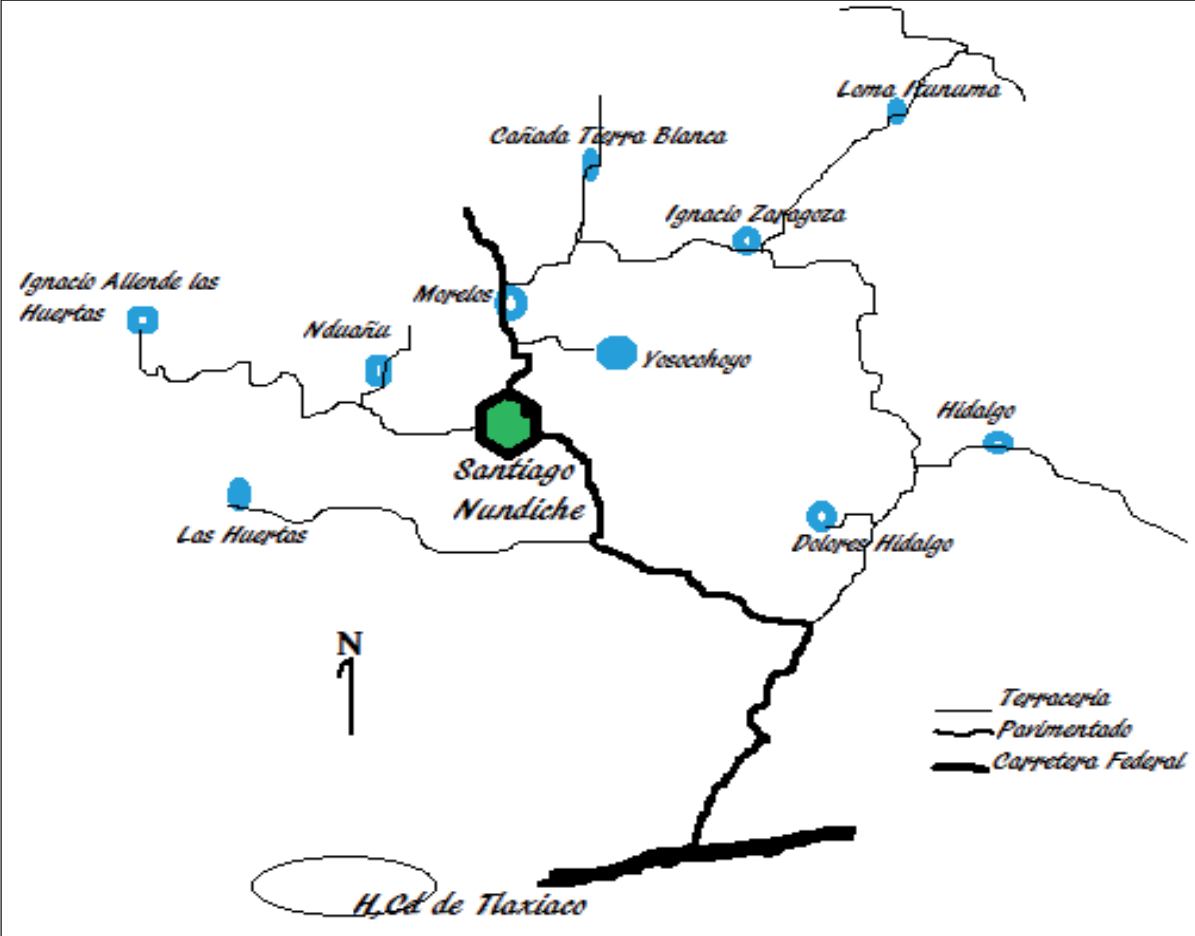 Loma Itunuma
Cañada Tierra Blanca
Ignacio Zaragoza
Ignacio Allende las
Huertas
Morelos
Nduañu
Yosocohoyo
Hidalgo
Santiago
Nundiche
Las Huertas
Dolores Hidalgo
N
Terracería
Pavimentado
Carretera Federal
H,Cd de Tlaxiaco